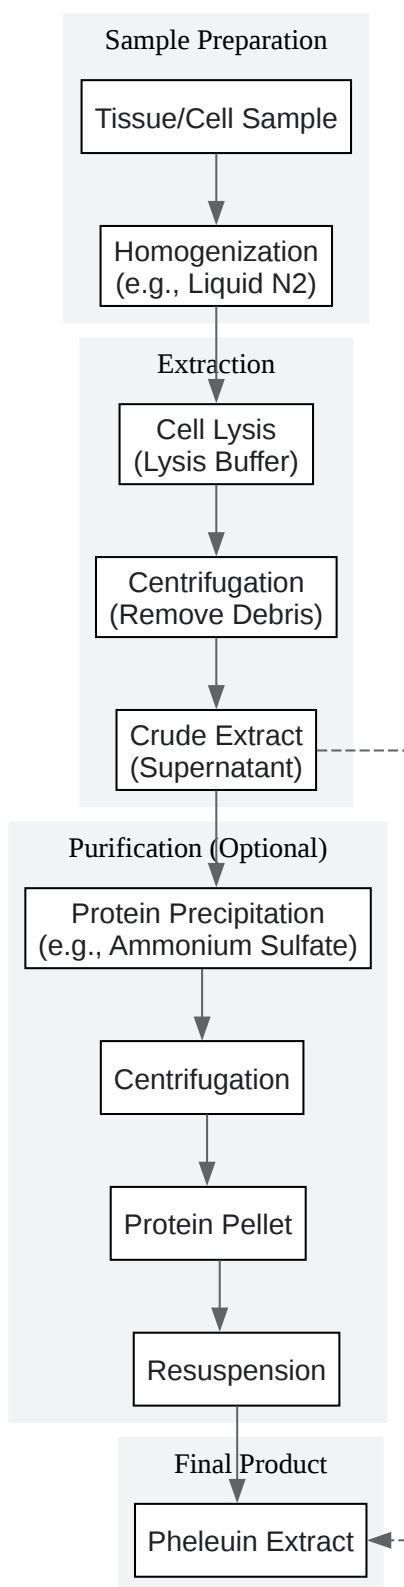 Sample Preparation
Tissue/Cell Sample
Homogenization
(e.g., Liquid N2)
Extraction
Cell Lysis
(Lysis Buffer)
Centrifugation
(Remove Debris)
Crude Extract
(Supernatant)
Purification (Optional)
Protein Precipitation
(e.g., Ammonium Sulfate)
Centrifugation
Protein Pellet
Resuspension
Final Product
Pheleuin Extract